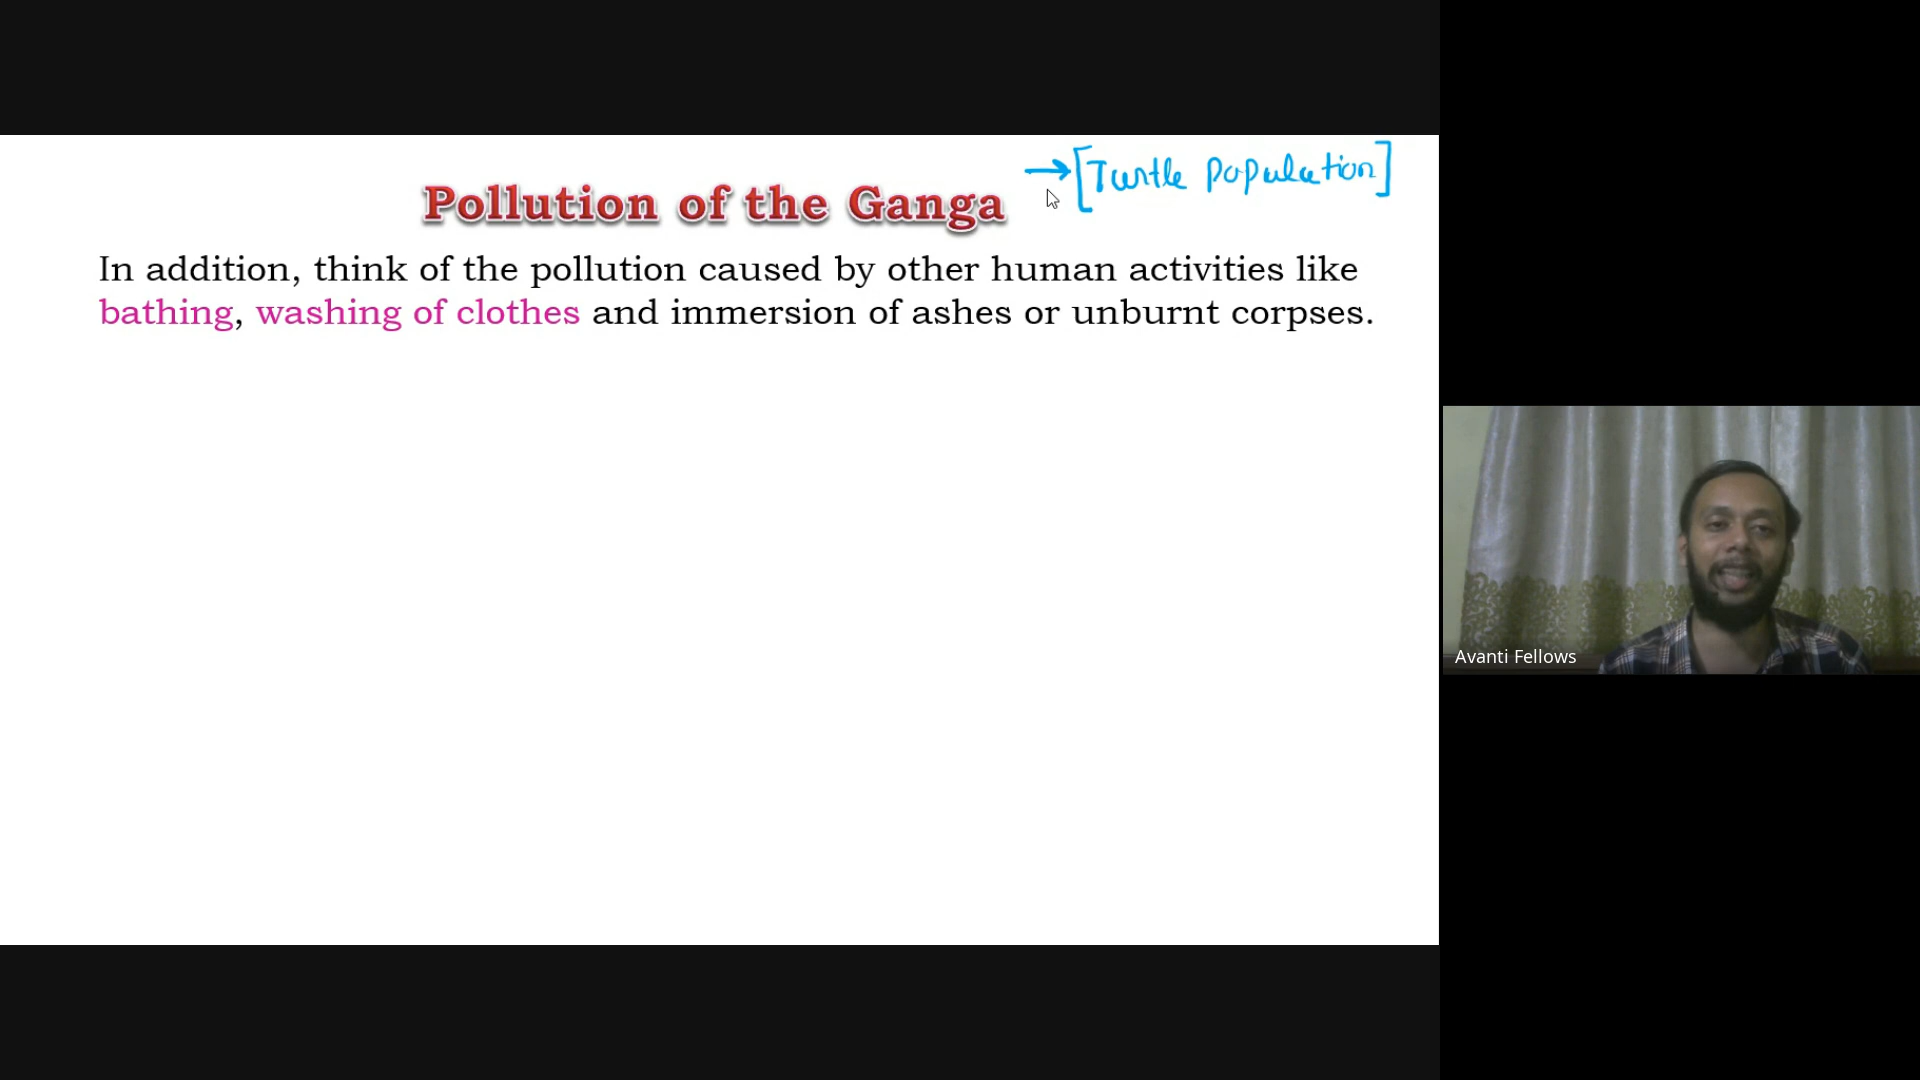 →[Turtle Population]
Pollution of the Ganga
In addition, think of the pollution caused by other human activities like
bathing, washing of clothes and immersion of ashes or unburnt corpses.
Avanti Fellows